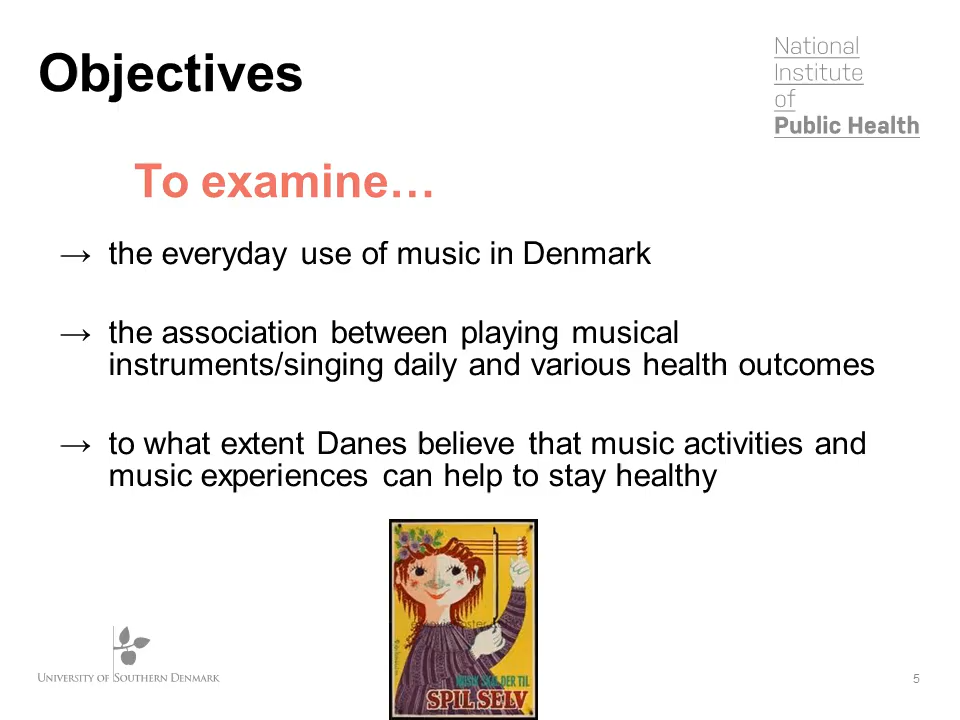 Objectives
National
Institute
of
Public Health
To examine…
→ the everyday use of music in Denmark
→ the association between playing musical
instruments/singing daily and various health outcomes
→ to what extent Danes believe that music activities and
music experiences can help to stay healthy
DER TIL
SPIL SELV
UNIVERSITY OF SOUTHERN DENMARK
5